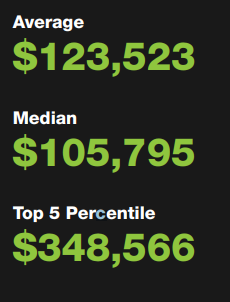 Average
$123,523
Median
$105,795
Top 5 Percentile
$348,566